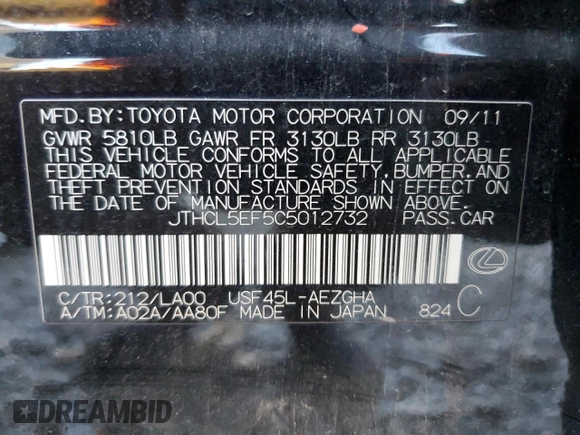 MFD.BY:TOYOTA MOTOR CORPORATION 09/11
GVWR 5810LB GAWR FR 3130LB RR 3130LB
THIS VEHICLE CONFORMS TO ALL APPLICABLE
FEDERAL MOTOR VEHICLE SAFETY,BUMPER,AND
THEFT PREVENTION STANDARDS IN EFFECT ON
THE DATE OF MANUFACTURE SHOWN ABOVE.
JTHCL5EF5C5012732 PASS.CAR
C/TR:212/LA00 USF45L-AEZGHA
A/TM:A02A/AA80F MADE IN JAPAN 824 C
DREAMBID